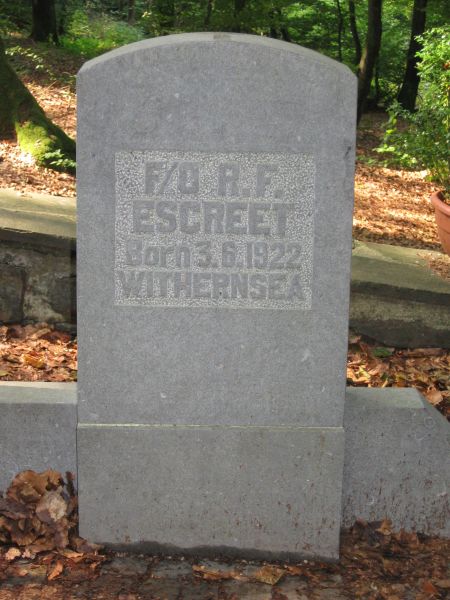 F/O R.F.
ESCREET
Born 3.6.1922
WITHERNSEA